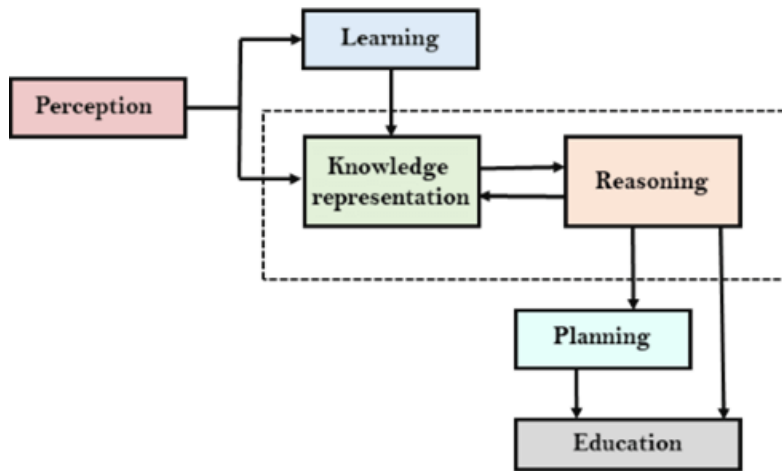 Learning
Perception
Knowledge
representation
Reasoning
Planning
Education